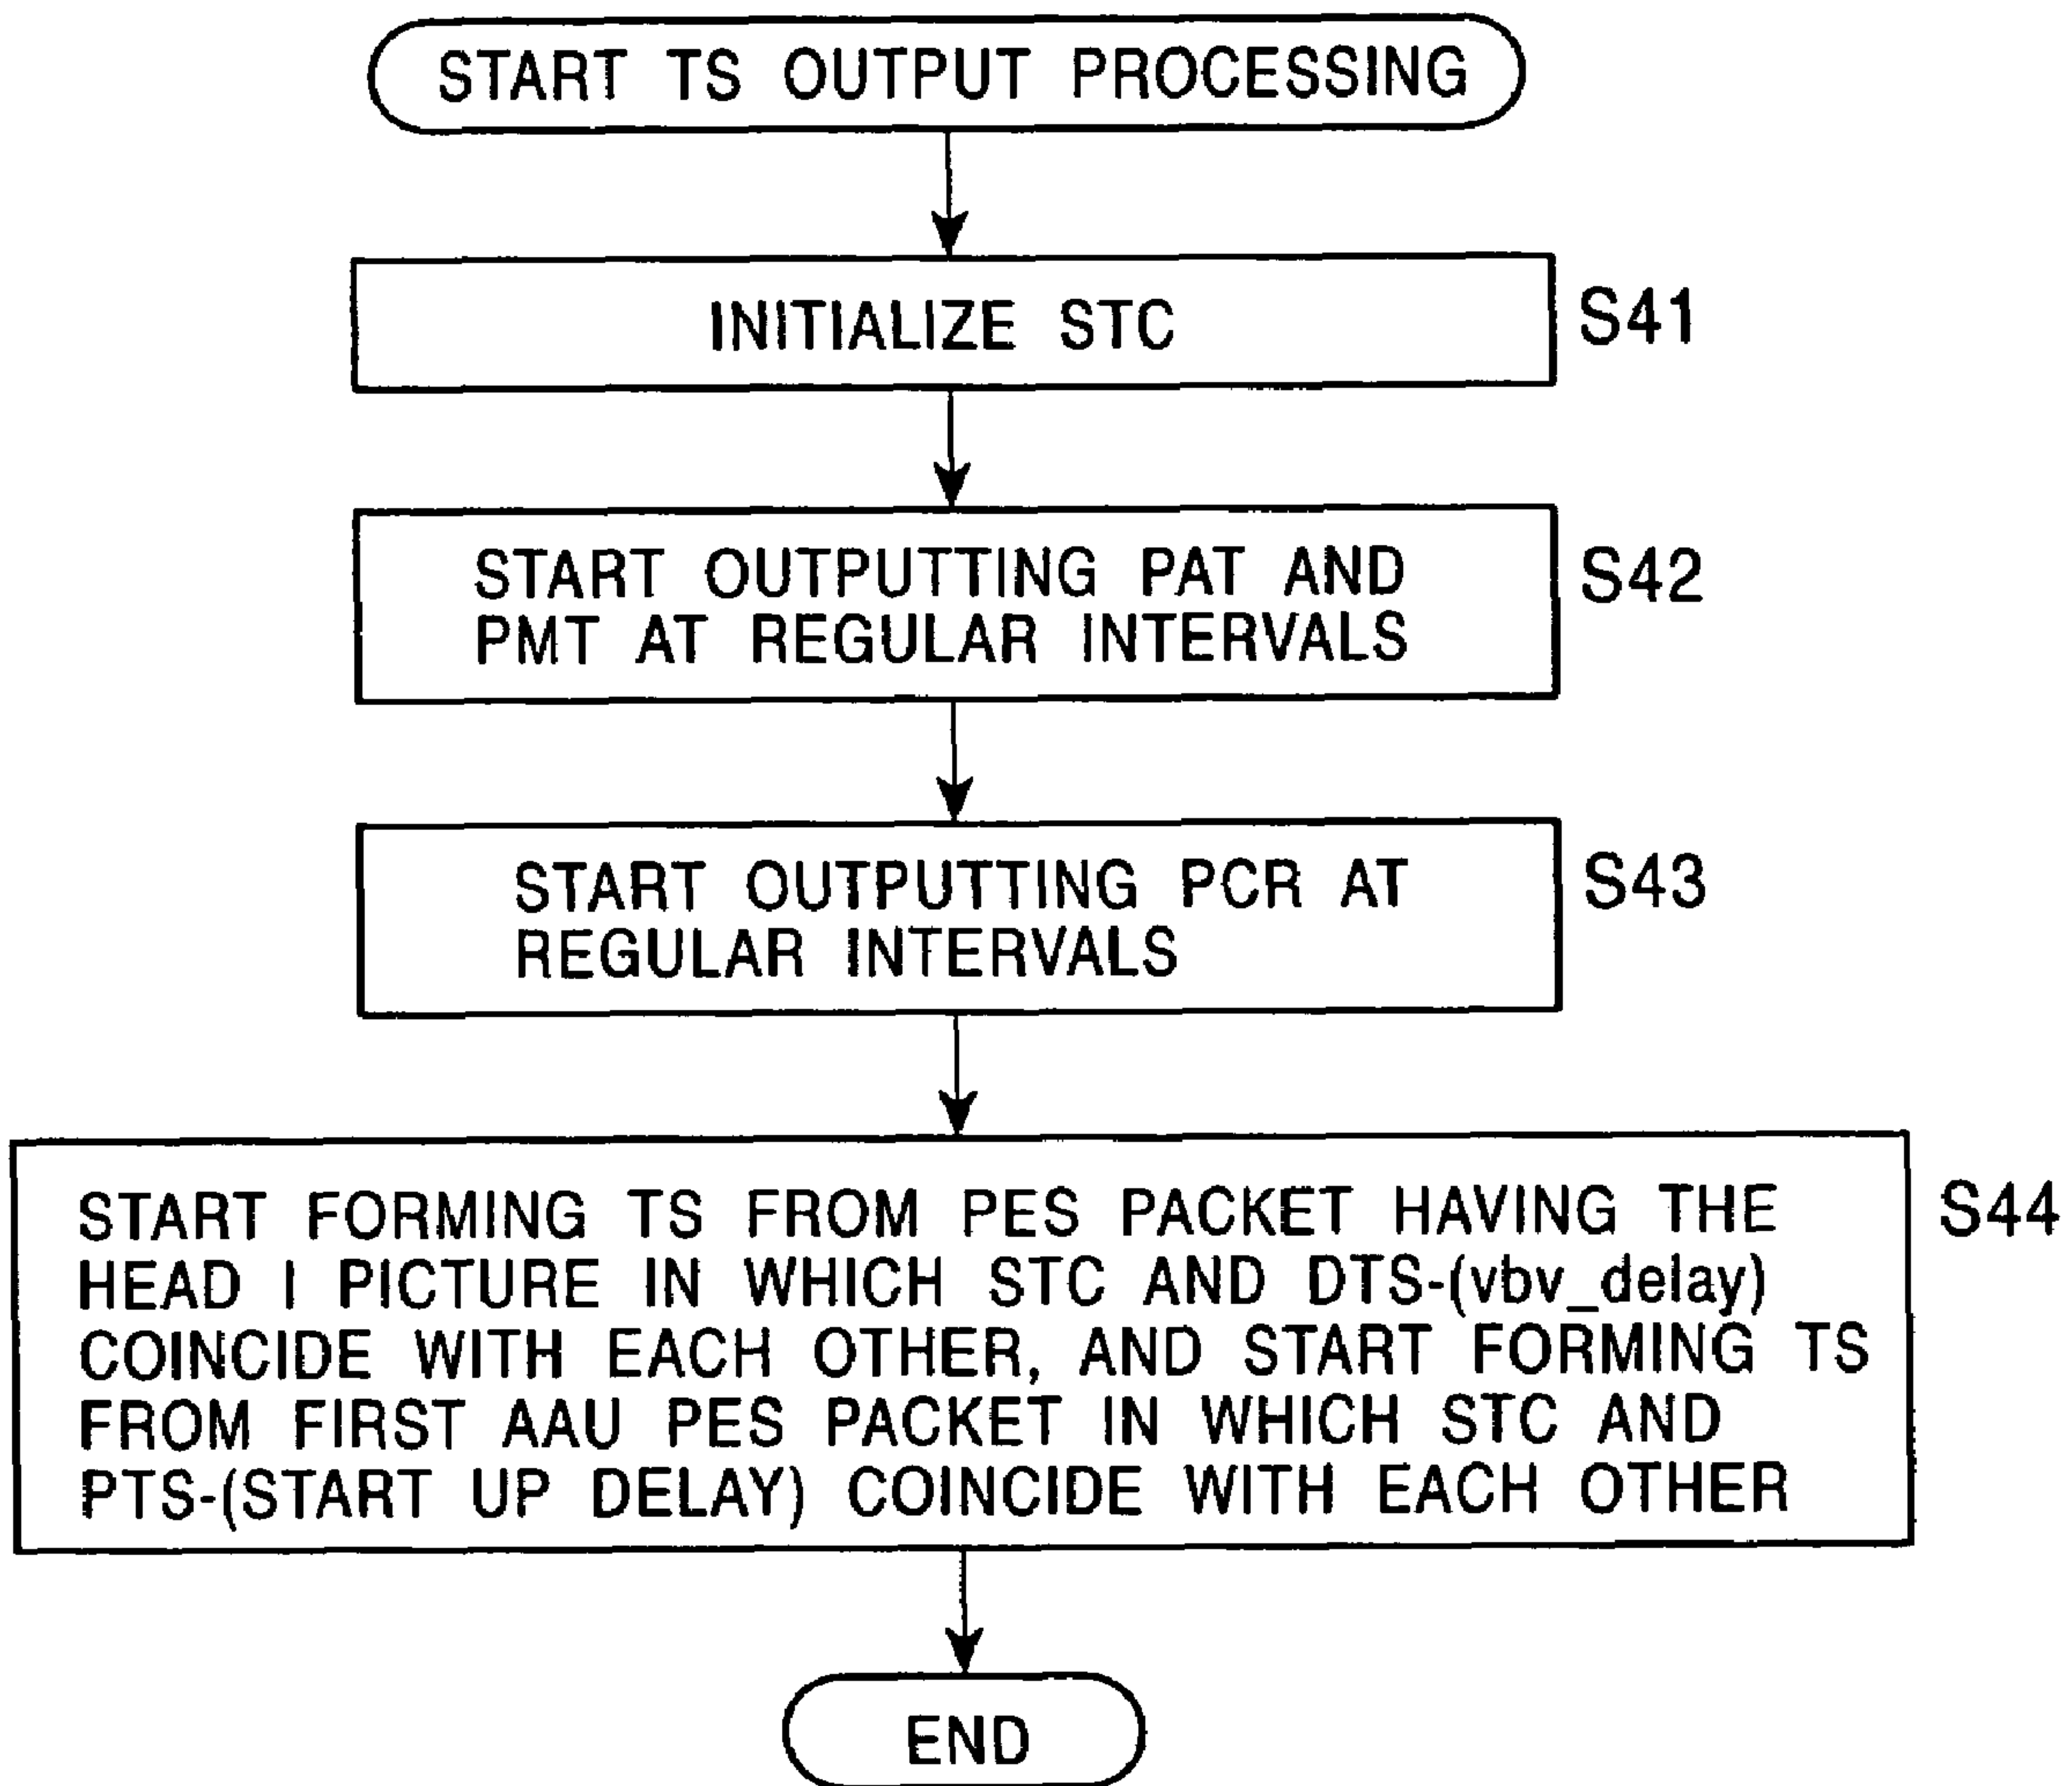 START TS OUTPUT PROCESSING
INITIALIZE STC
S41
START OUTPUTTING PAT AND
PMT AT REGULAR INTERVALS
S42
START OUTPUTTING PCR AT
REGULAR INTERVALS
S43
START FORMING TS FROM PES PACKET HAVING THE
HEAD I PICTURE IN WHICH STC AND DTS-(vbv_delay)
COINCIDE WITH EACH OTHER, AND START FORMING TS
FROM FIRST AAU PES PACKET IN WHICH STC AND
PTS-(START UP DELAY) COINCIDE WITH EACH OTHER
S44
END